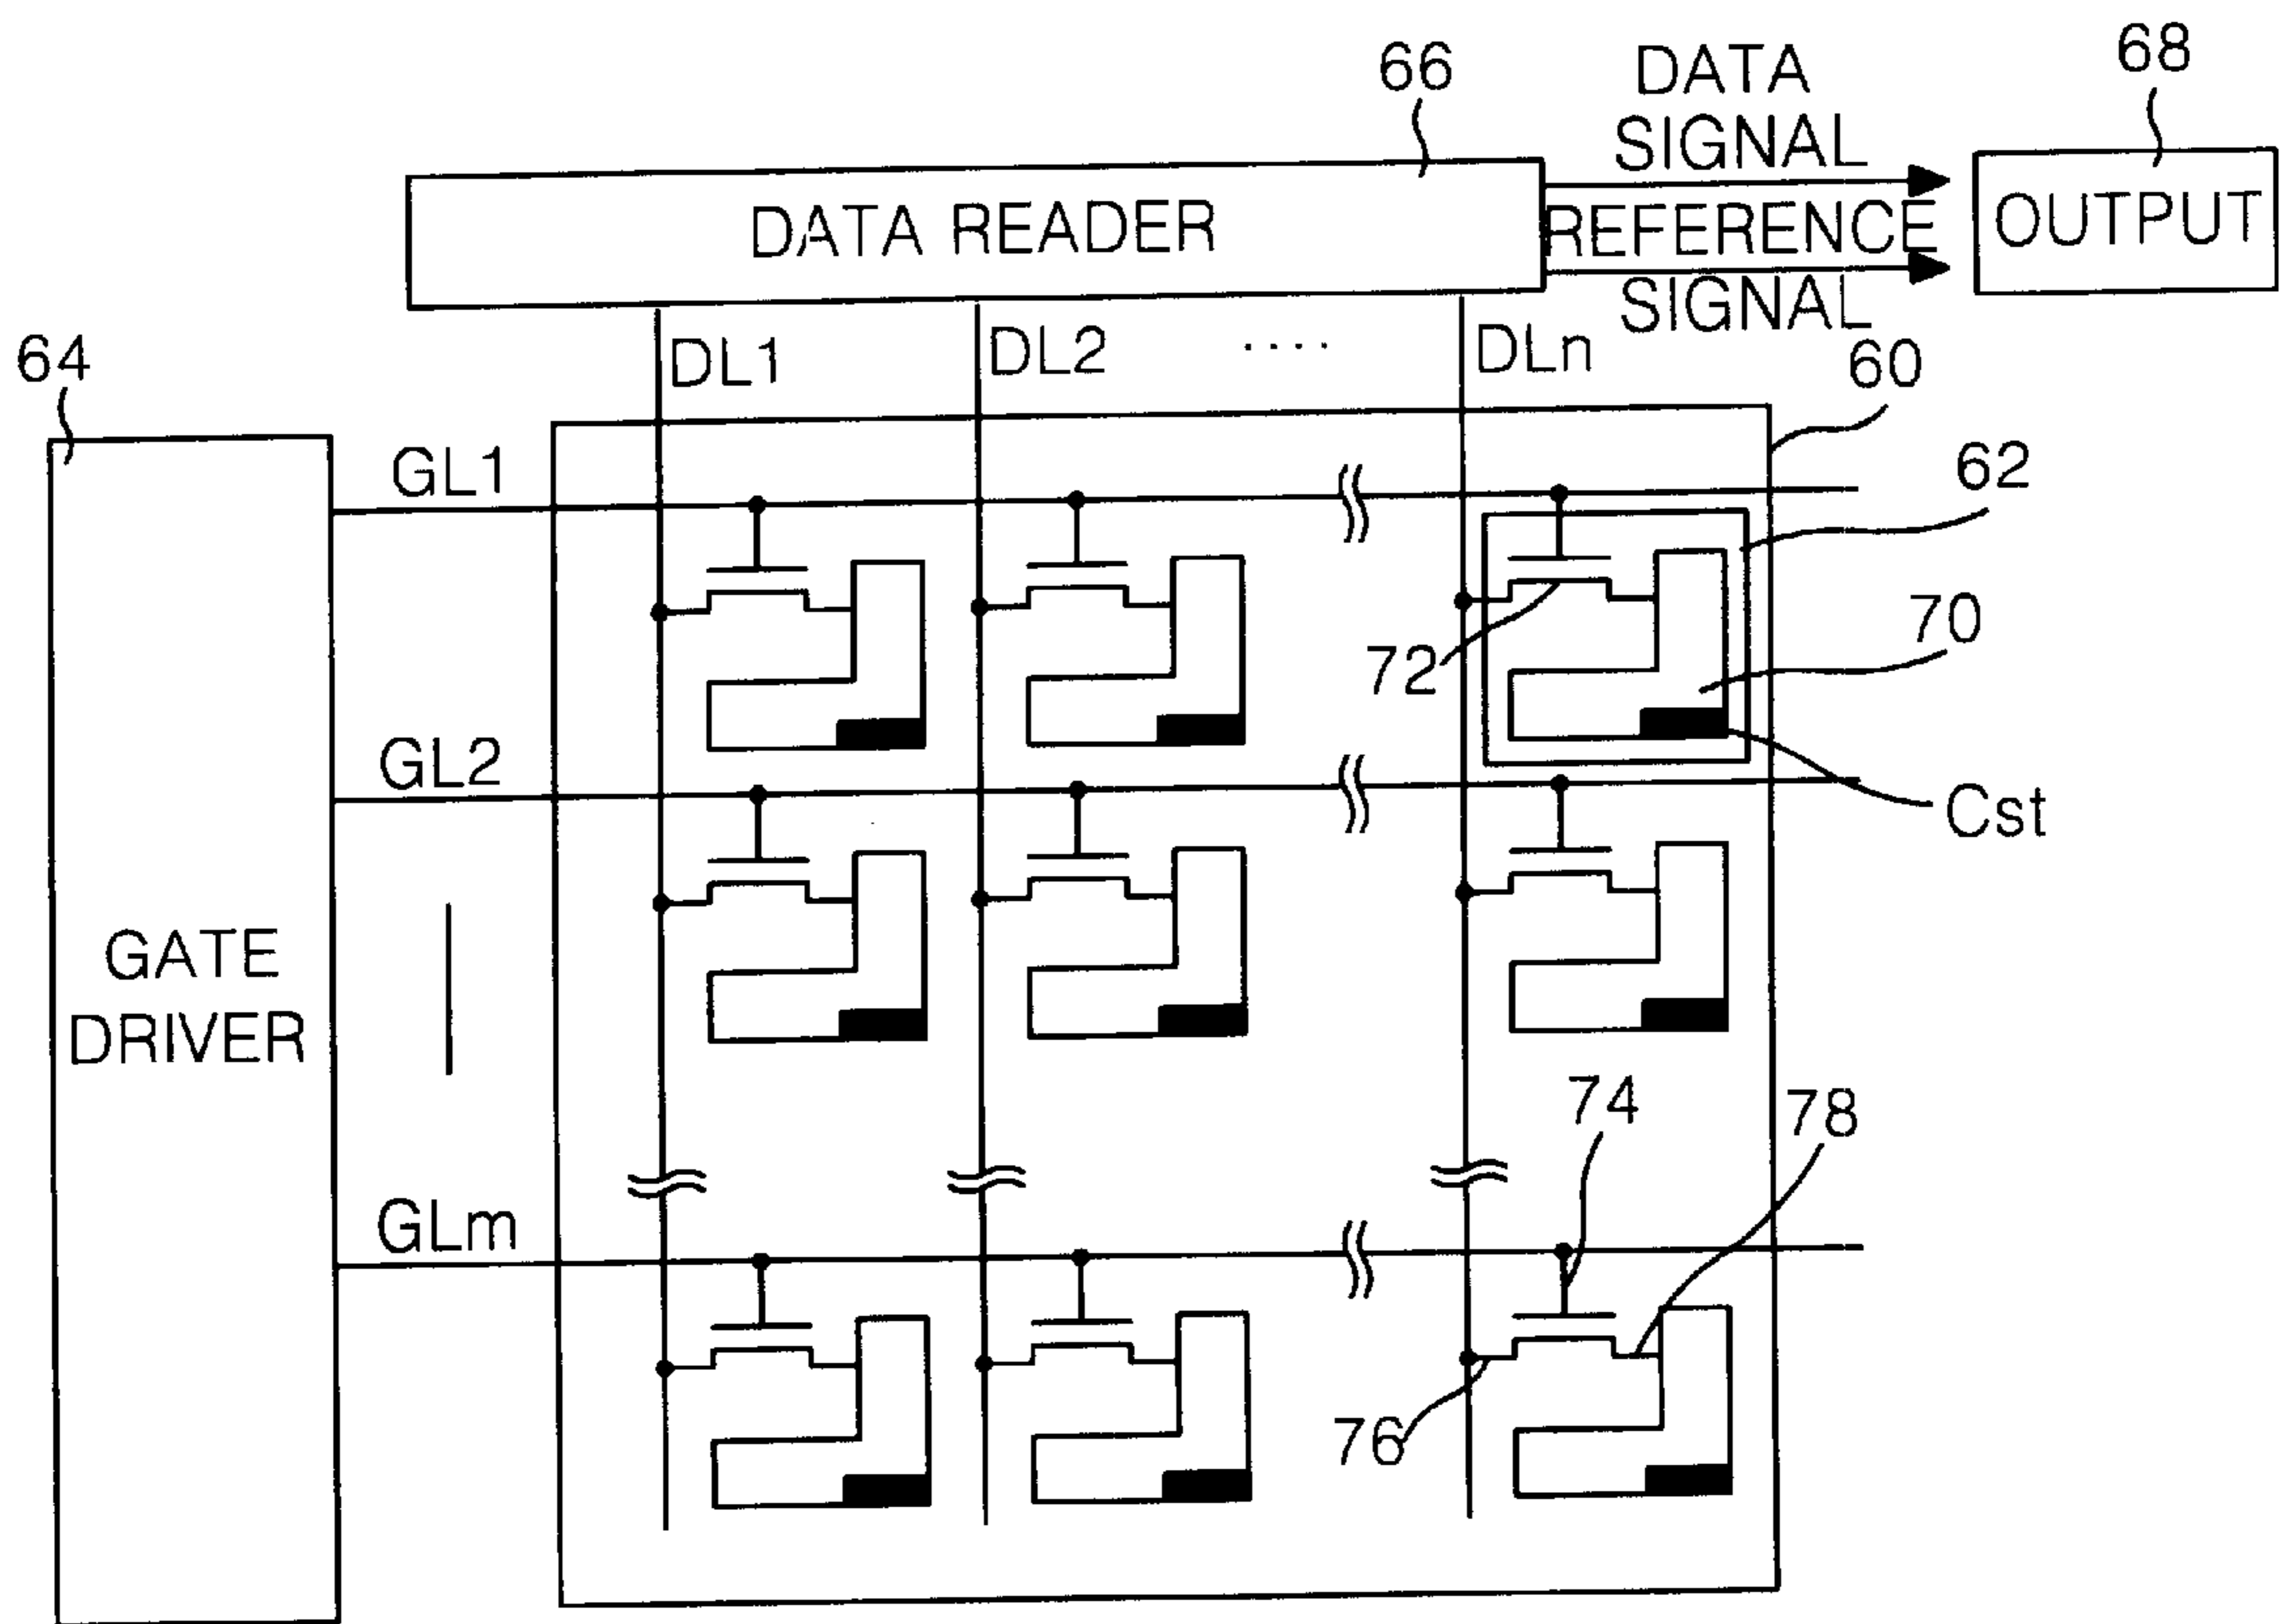 66
DATA
SIGNAL
68
DATA READER
REFERENCE
OUTPUT
SIGNAL
64
DL1
DL2
....
DLn
60
GL1
62
72
70
GL2
Cst
GATE
DRIVER
74
78
GLm
76